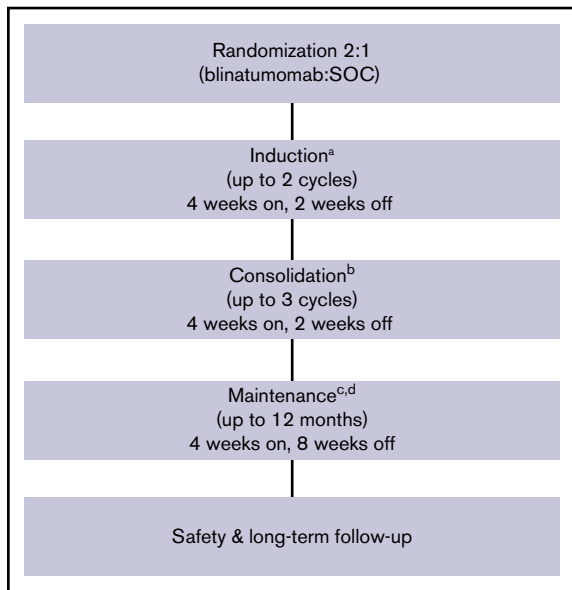 Randomization 2:1
(blinatumomab:SOC)
Inductionᵃ
(up to 2 cycles)
4 weeks on, 2 weeks off
Consolidationᵇ
(up to 3 cycles)
4 weeks on, 2 weeks off
Maintenanceᶜ,ᵈ
(up to 12 months)
4 weeks on, 8 weeks off
Safety & long-term follow-up